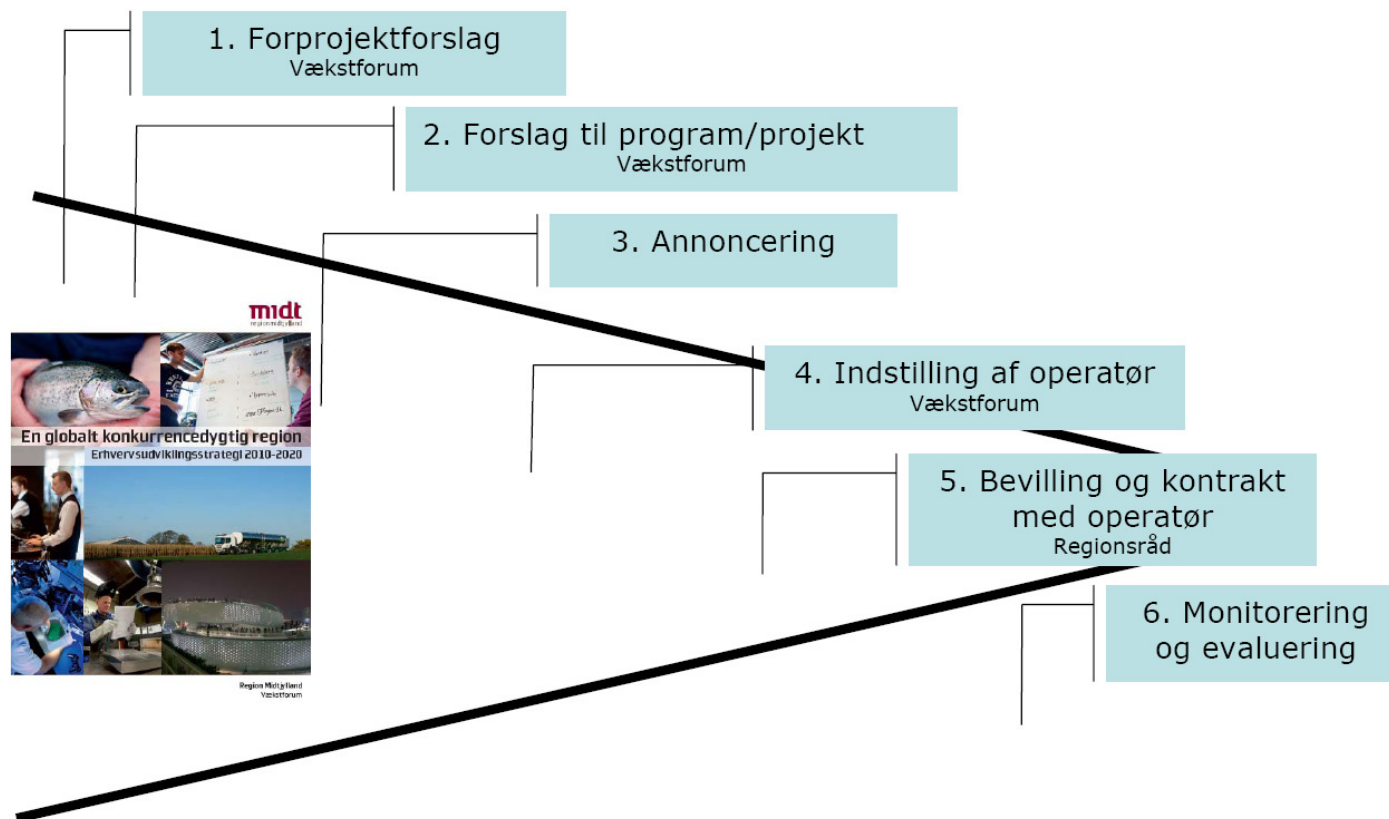 1. Forprojektforslag
Vækstforum
2. Forslag til program/projekt
Vækstforum
3. Annoncering
midt
regionmidtjylland
4. Indstilling af operatør
Vækstforum
En globalt konkurrencedygtig region
Erhvervsudviklingsstrategi 2010-2020
5. Bevilling og kontrakt
med operatør
Regionsråd
6. Monitorering
og evaluering
Region Midtjylland
Vækstforum